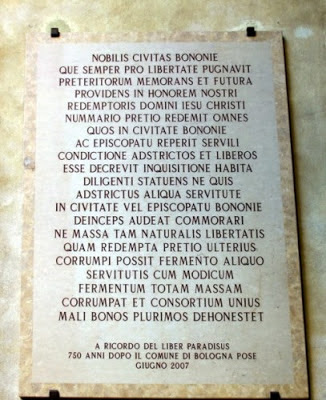 NOBILIS CIVITAS BONONIE
QUE SEMPER PRO LIBERTATE PUGNAVIT
PRETERITORUM MEMORANS ET FUTURA
PROVIDENS IN HONOREM NOSTRI
REDEMPTORIS DOMINI IESU CHRISTI
NUMMARIO PRETIO REDEMIT OMNES
QUOS IN CIVITATE BONONIE
AC EPISCOPATU REPERIT SERVILI
CONDICTIONE ADSTRICTOS ET LIBEROS
ESSE DECREVIT INQUISITIONE HABITA
DILIGENTI STATUENS NE QUIS
ADSTRICTUS ALIQUA SERVITUTE
IN CIVITATE VEL EPISCOPATU BONONIE
DEINCEPS AUDEAT COMMORARI
NE MASSA TAM NATURALIS LIBERTATIS
QUAM REDEMPTA PRETIO ULTERIUS
CORRUMPI POSSIT FERMENTO ALIQUO
SERVITUTIS CUM MODICUM
FERMENTUM TOTAM MASSAM
CORRUMPAT ET CONSORTIUM UNIUS
MALI BONOS PLURIMOS DEHONESTET
A RICORDO DEL LIBER PARADISUS
750 ANNI DOPO IL COMUNE DI BOLOGNA POSE
GIUGNO 2007